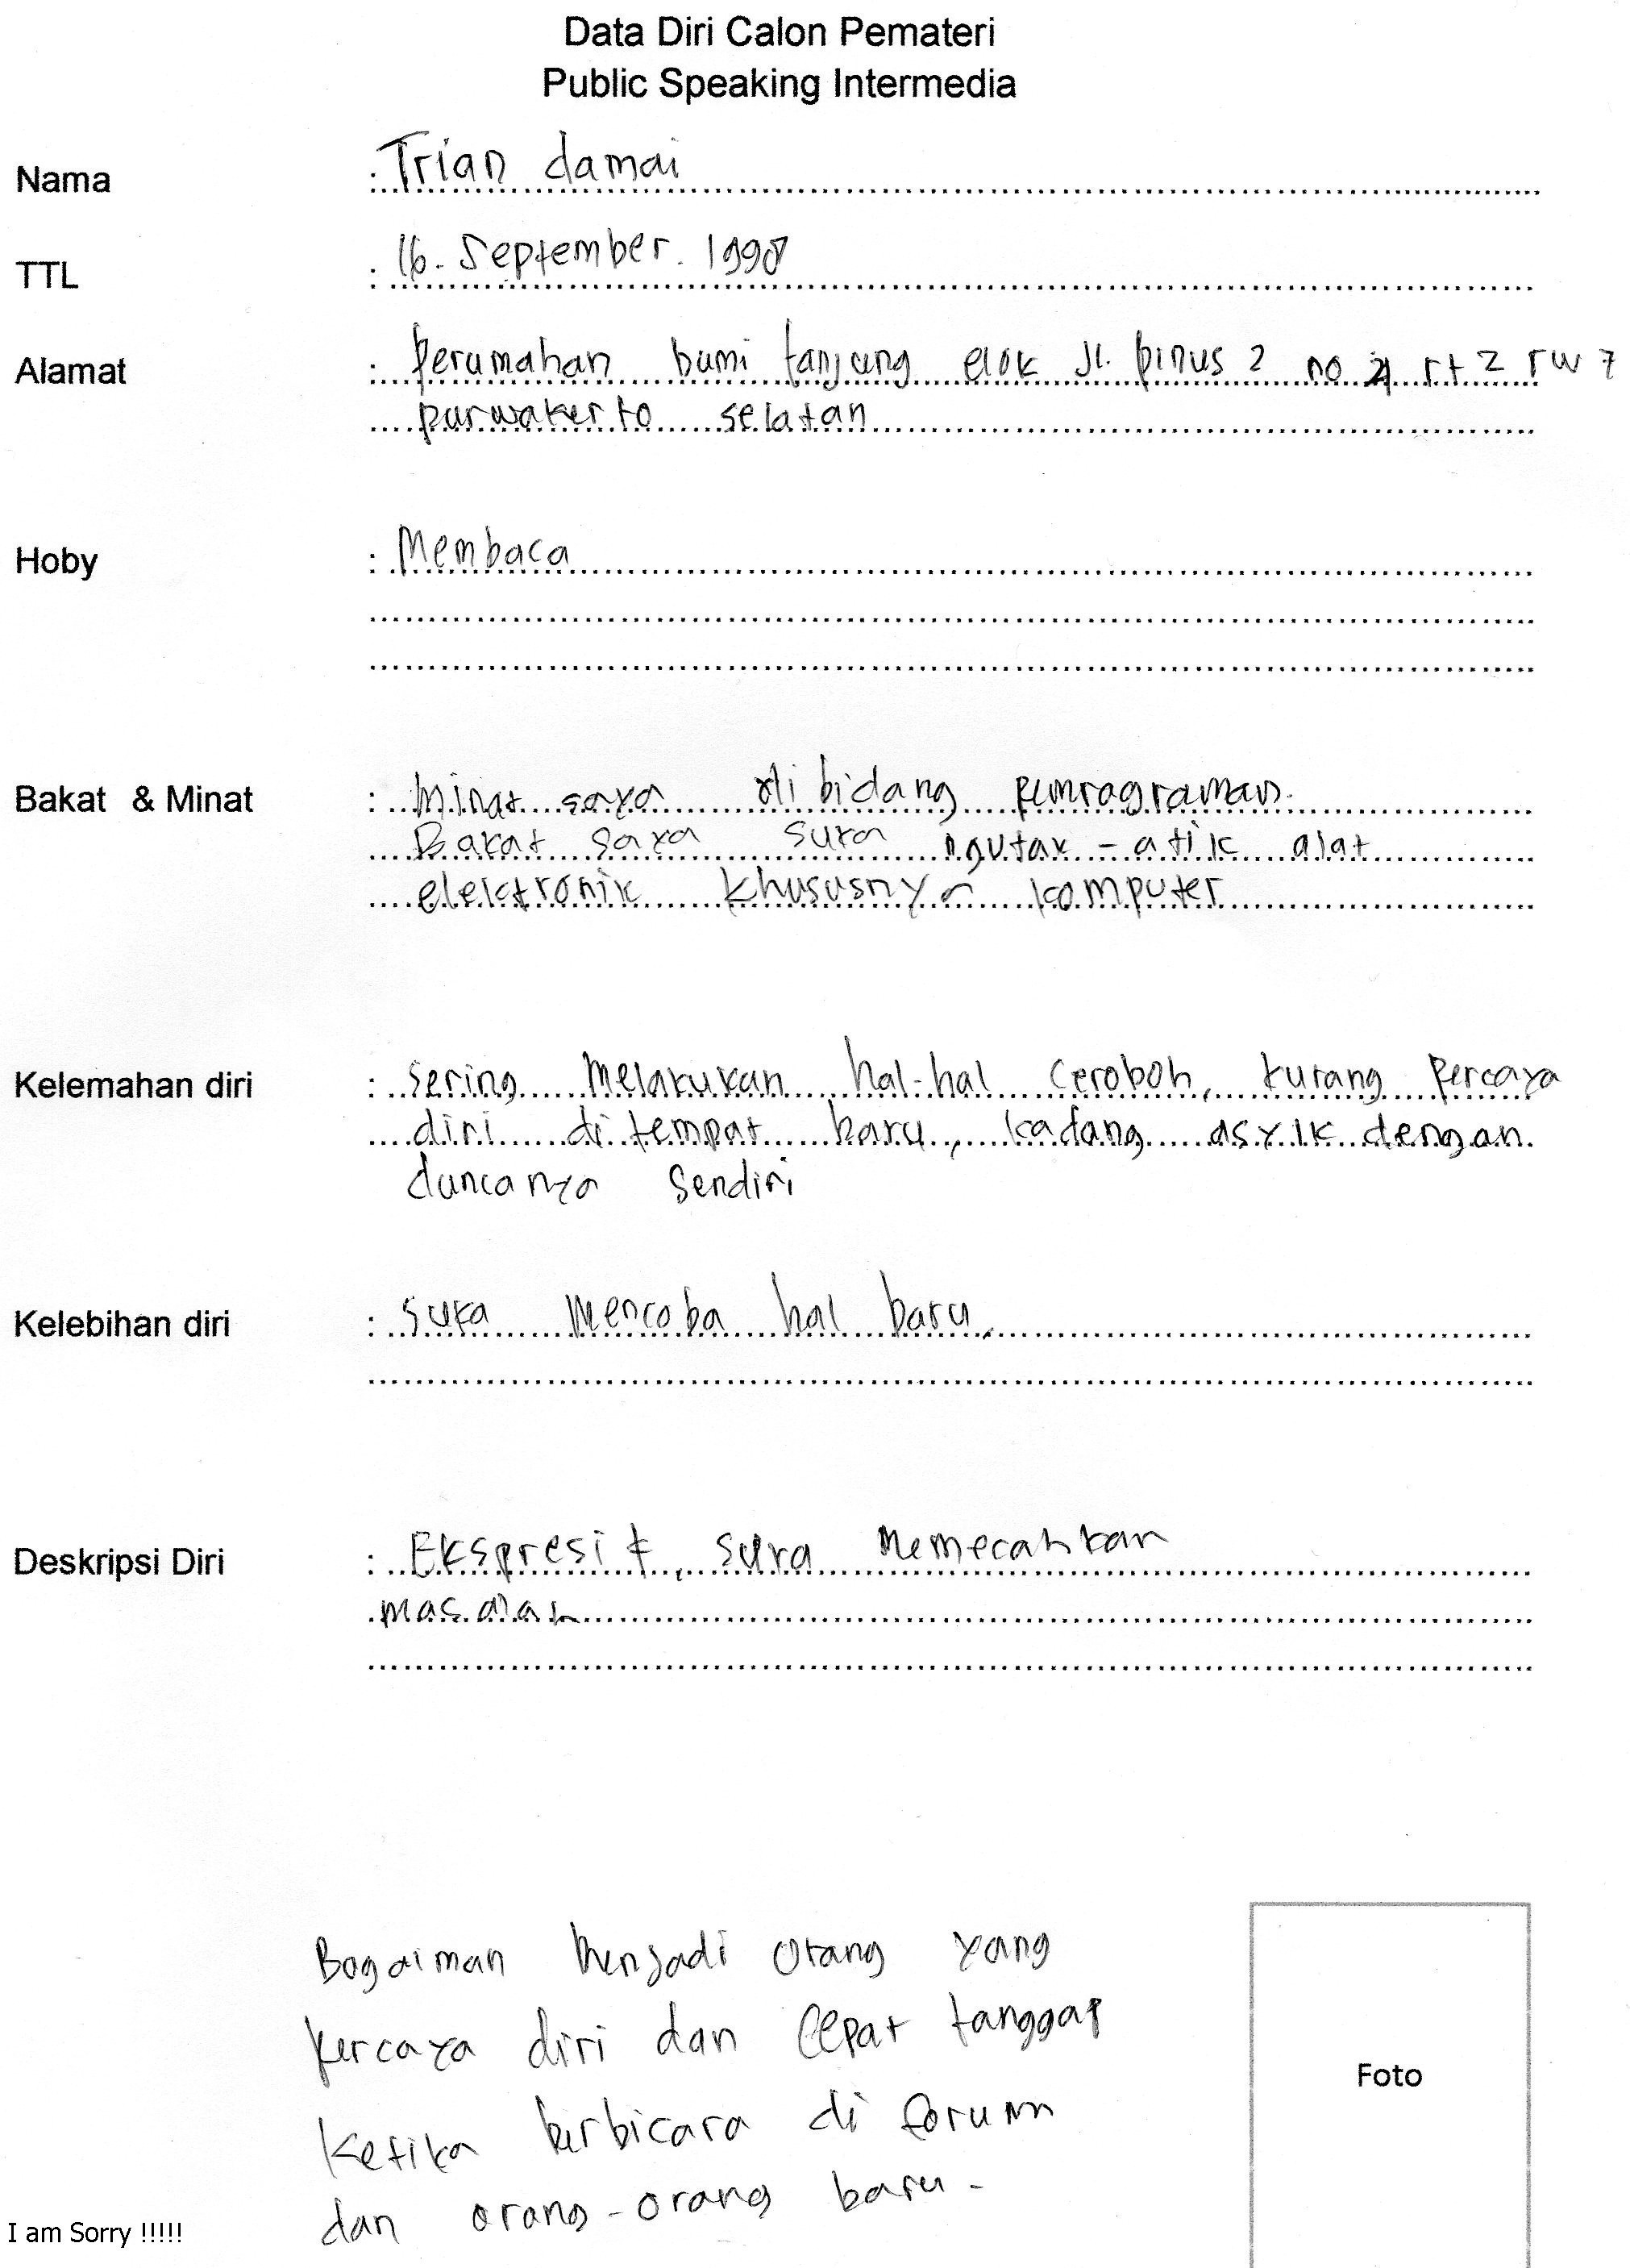 Data Diri Calon Pemateri
Public Speaking Intermedia
Nama : Trian damai
TTL : 16. September. 1998
Alamat : Perumahan bumi tanjung elok Jl. pinus 2 no rt 2 rw 7
purwakerto selatan
Hoby : Membaca
Bakat & Minat : Minat saya di bidang pemrograman.
Bakat saya suka ngutak - atik alat
elektronik khususnya komputer
Kelemahan diri : Sering Melakukan hal-hal ceroboh, kurang percaya
diri di tempat baru, kadang asyik dengan
sendiri
Kelebihan diri : suka Mencoba hal baru,
Deskripsi Diri : Ekspresif, suka Memecahkan
masalah
Bagaiman Menjadi Orang yang
percaya diri dan cepat tanggap
Ketika berbicara di forum
dan orang-orang baru.
Foto
I am Sorry !!!!!